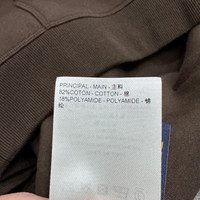 PRINCIPAL - MAIN - 主料
82%COTON - COTTON - 棉
18%POLYAMIDE - POLYAMIDE - 锦
纶